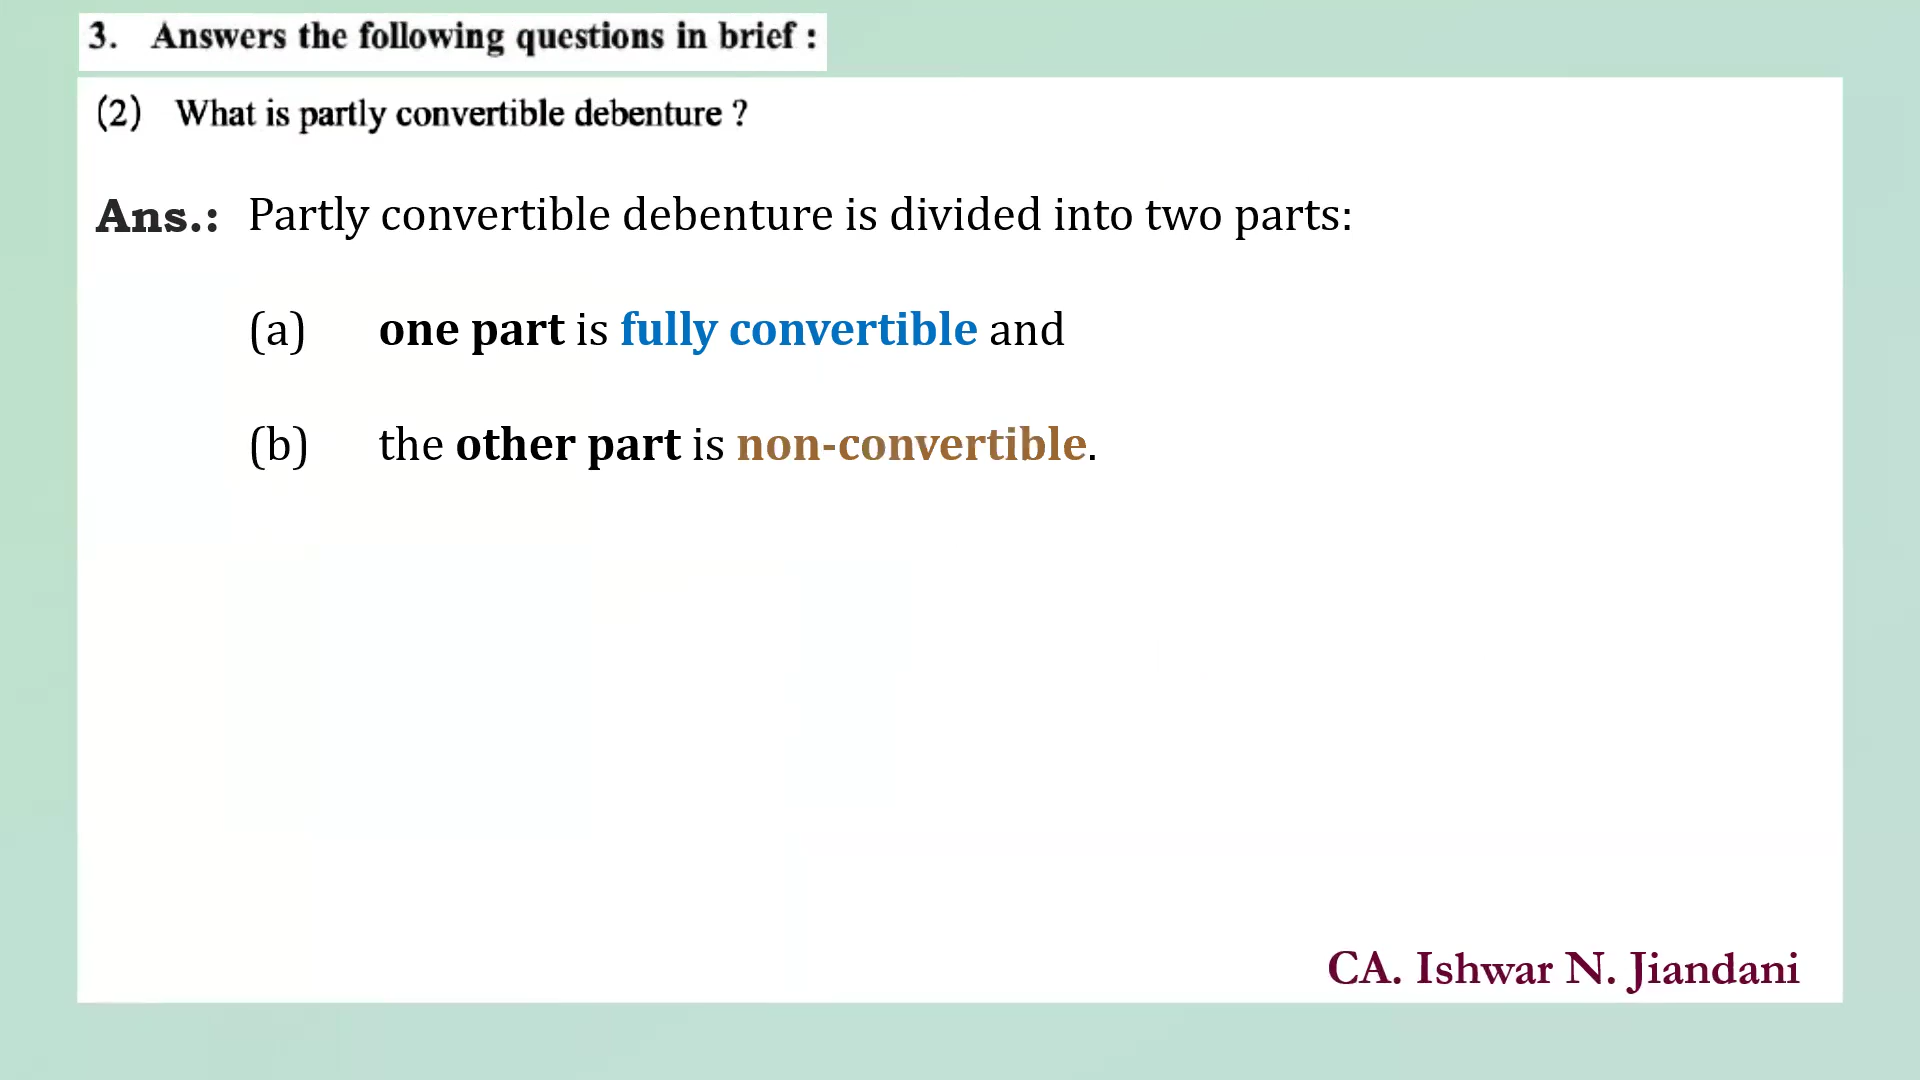 3. Answers the following questions in brief :
(2) What is partly convertible debenture ?
Ans.: Partly convertible debenture is divided into two parts:
(a) one part is fully convertible and
(b) the other part is non-convertible.
CA. Ishwar N. Jiandani